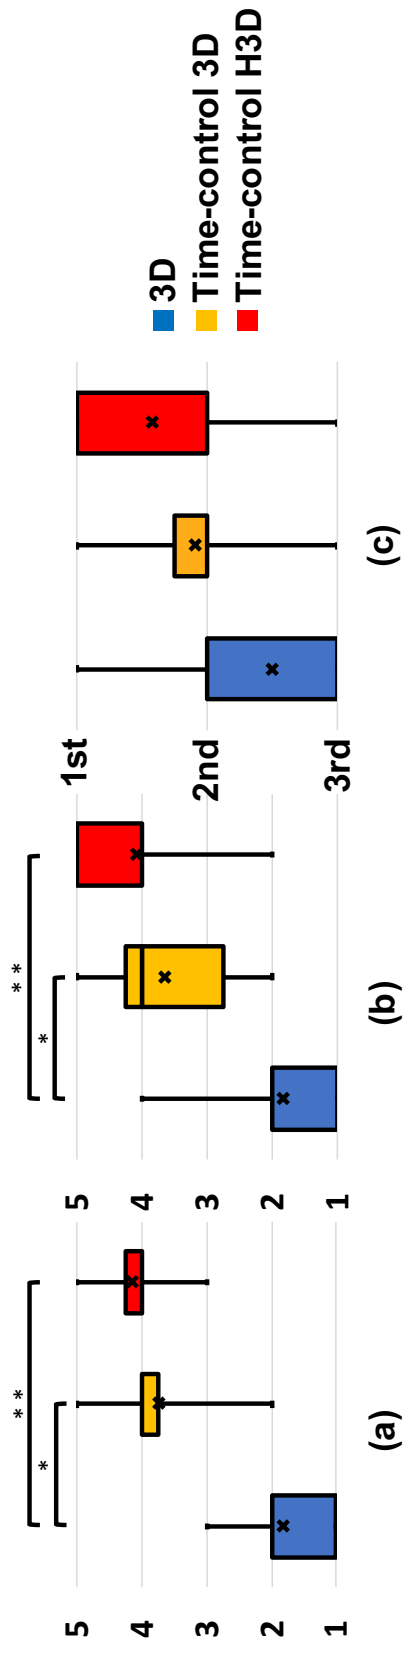 5
4
3
2
1
* *
*
(a)
5
4
3
2
1
* *
*
(b)
1st
2nd
3rd
(c)
3D
Time-control 3D
Time-control H3D